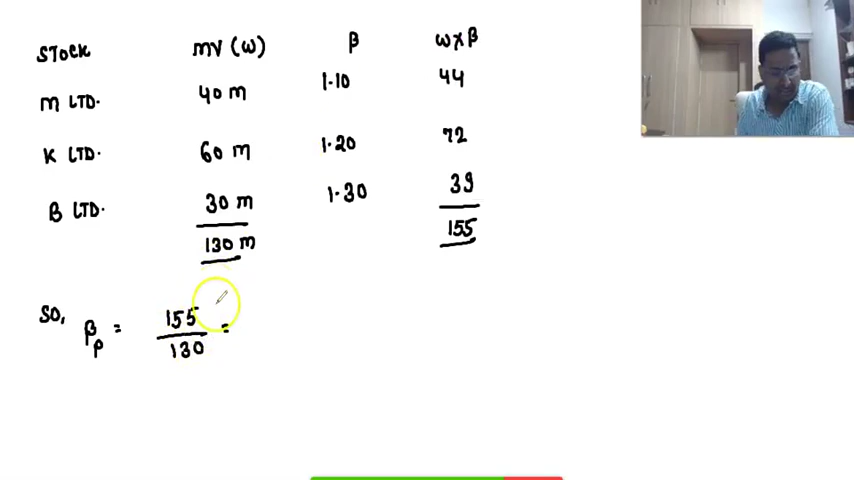 STOCK MV (W) β W×β
M LTD. 40 M 1·10 44
K LTD. 60 M 1·20 72
B LTD. 30 M 1·30 39
130 M 155
SO, βp = 155/130 =